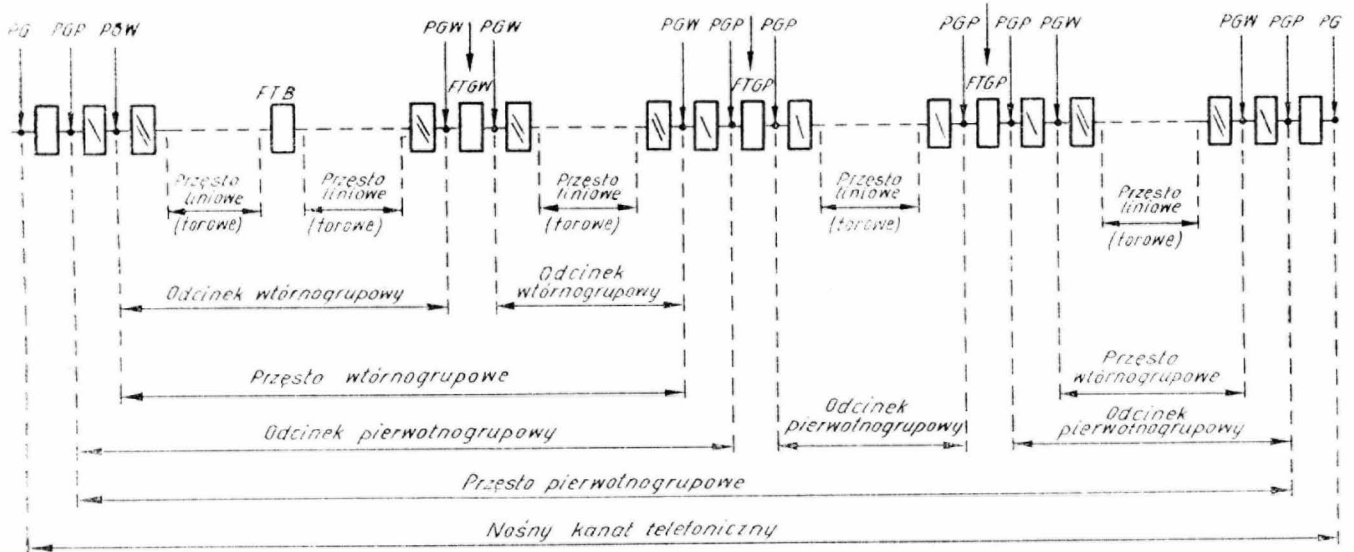 PG PGP PGW PGW PGW PGW PGP PGP PGP PGP PGW PGW PGP PG
FTB FTGW FTGP FTGP
Przęsło liniowe (torowe)
Przęsło liniowe (torowe)
Przęsło liniowe (torowe)
Przęsło liniowe (torowe)
Przęsło liniowe (torowe)
Odcinek wtórnogrupowy
Odcinek wtórnogrupowy
Przęsło wtórnogrupowe
Przęsło wtórnogrupowe
Odcinek pierwotnogrupowy
Odcinek pierwotnogrupowy
Odcinek pierwotnogrupowy
Przęsło pierwotnogrupowe
Nośny kanał telefoniczny